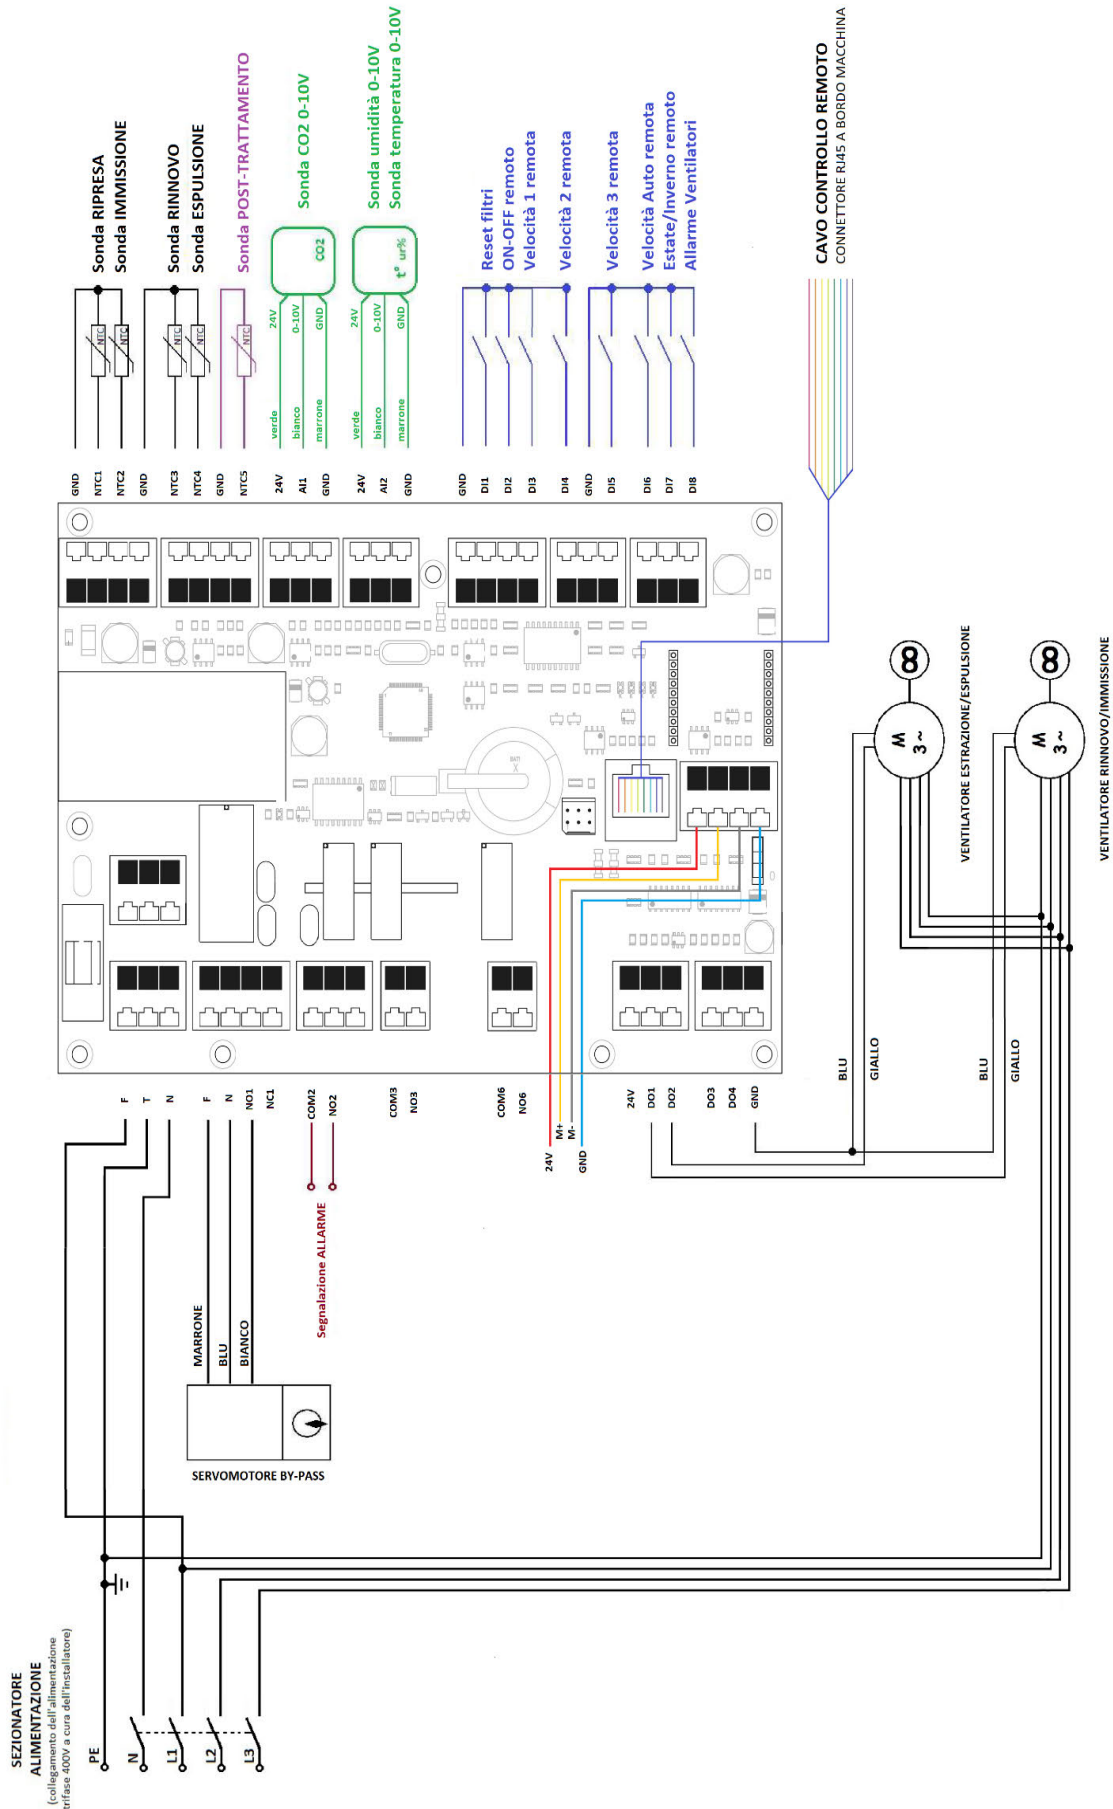 Sonda RIPRESA
Sonda IMMISSIONE
Sonda RINNOVO
Sonda ESPULSIONE
Sonda POST-TRATTAMENTO
Sonda CO2 0-10V
Sonda umidità 0-10V
Sonda temperatura 0-10V
Reset filtri
ON-OFF remoto
Velocità 1 remota
Velocità 2 remota
Velocità 3 remota
Velocità Auto remota
Estate/Inverno remoto
Allarme Ventilatori
CAVO CONTROLLO REMOTO
CONNETTORE RJ45 A BORDO MACCHINA
NTC
NTC
NTC
NTC
NTC
CO2
t° ur%
24V
0-10V
GND
24V
0-10V
GND
verde
bianco
marrone
verde
bianco
marrone
GND
NTC1
NTC2
GND
NTC3
NTC4
GND
NTC5
24V
AI1
GND
24V
AI2
GND
GND
DI1
DI2
DI3
DI4
GND
DI5
DI6
DI7
DI8
BATT
X
M
3~
M
3~
VENTILATORE ESTRAZIONE/ESPULSIONE
VENTILATORE RINNOVO/IMMISSIONE
BLU
GIALLO
BLU
GIALLO
F
T
N
F
N
NO1
NC1
COM2
NO2
COM3
NO3
COM6
NO6
24V
M+
M-
GND
24V
DO1
DO2
DO3
DO4
GND
Segnalazione ALLARME
MARRONE
BLU
BIANCO
SERVOMOTORE BY-PASS
SEZIONATORE
ALIMENTAZIONE
(collegamento dell'alimentazione
trifase 400V a cura dell'installatore)
PE
N
L1
L2
L3